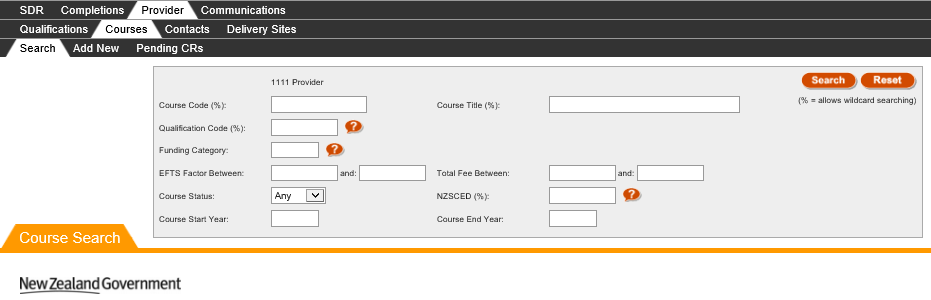 SDR Completions Provider Communications
Qualifications Courses Contacts Delivery Sites
Search Add New Pending CRs
1111 Provider
Search Reset
Course Code (%): Course Title (%): (% = allows wildcard searching)
Qualification Code (%): ?
Funding Category: ?
EFTS Factor Between: and: Total Fee Between: and:
Course Status: Any NZSCED (%): ?
Course Start Year: Course End Year:
Course Search
New Zealand Government